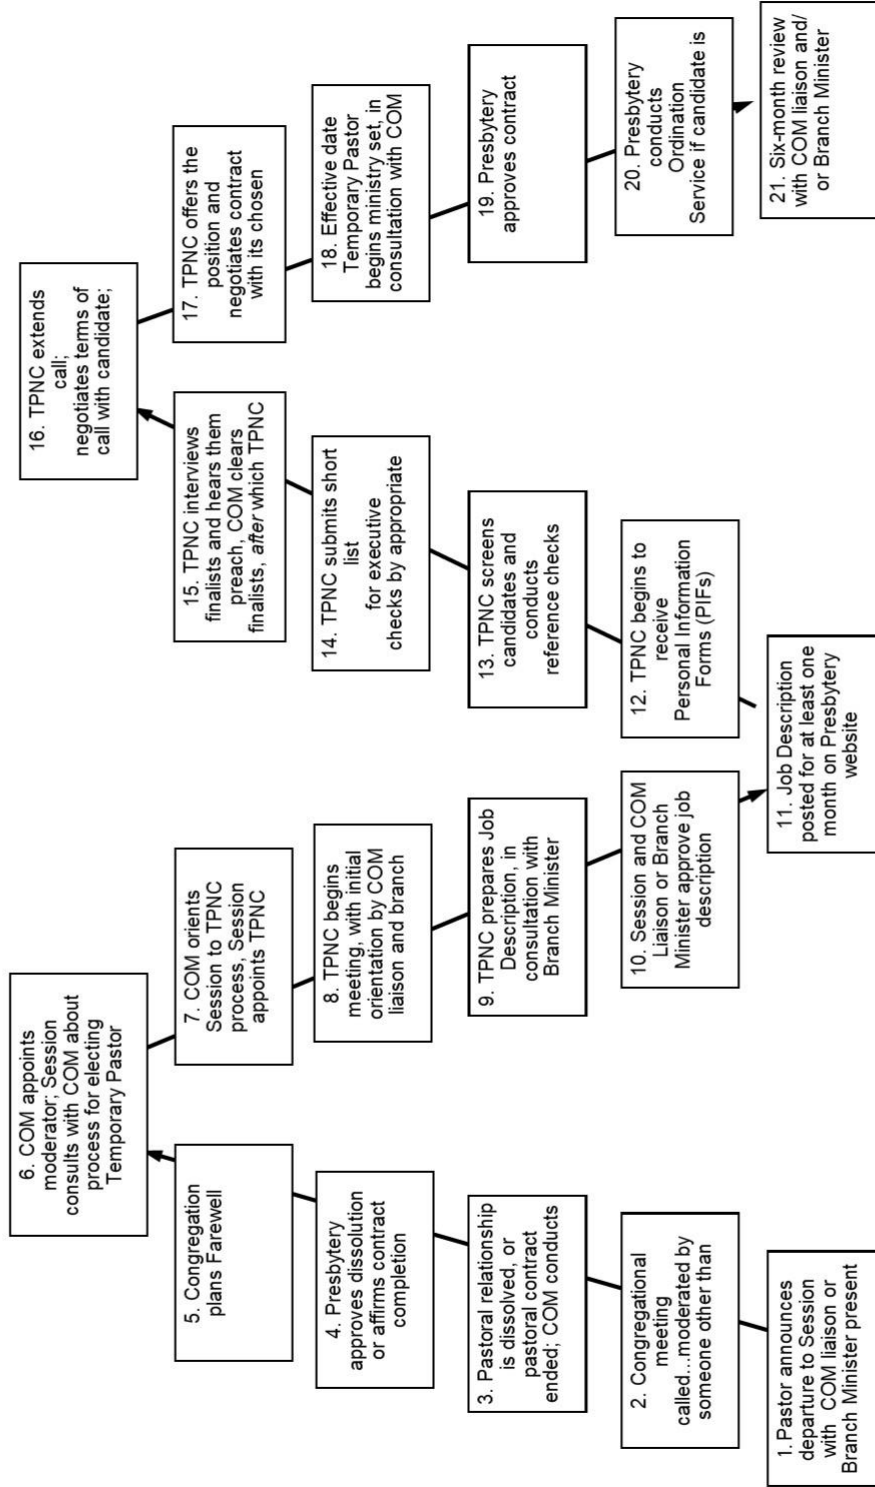 1. Pastor announces
departure to Session
with COM liaison or
Branch Minister present
2. Congregational
meeting
called...moderated by
someone other than
3. Pastoral relationship
is dissolved, or
pastoral contract
ended; COM conducts
4. Presbytery
approves dissolution
or affirms contract
completion
5. Congregation
plans Farewell
6. COM appoints
moderator; Session
consults with COM about
process for electing
Temporary Pastor
7. COM orients
Session to TPNC
process, Session
appoints TPNC
8. TPNC begins
meeting, with initial
orientation by COM
liaison and branch
9. TPNC prepares Job
Description, in
consultation with
Branch Minister
10. Session and COM
Liaison or Branch
Minister approve job
description
11. Job Description
posted for at least one
month on Presbytery
website
12. TPNC begins to
receive
Personal Information
Forms (PIFs)
13. TPNC screens
candidates and
conducts
reference checks
14. TPNC submits short
list
for executive
checks by appropriate
15. TPNC interviews
finalists and hears them
preach, COM clears
finalists, after which TPNC
16. TPNC extends
call;
negotiates terms of
call with candidate;
17. TPNC offers the
position and
negotiates contract
with its chosen
18. Effective date
Temporary Pastor
begins ministry set, in
consultation with COM
19. Presbytery
approves contract
20. Presbytery
conducts
Ordination
Service if candidate is
21. Six-month review
with COM liaison and/
or Branch Minister